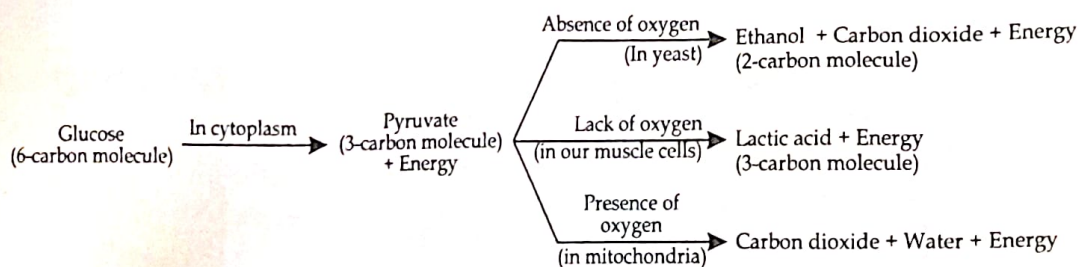 Glucose
(6-carbon molecule)
In cytoplasm
Pyruvate
(3-carbon molecule)
+ Energy
Absence of oxygen
(In yeast)
Ethanol + Carbon dioxide + Energy
(2-carbon molecule)
Lack of oxygen
(in our muscle cells)
Lactic acid + Energy
(3-carbon molecule)
Presence of
oxygen
(in mitochondria)
Carbon dioxide + Water + Energy